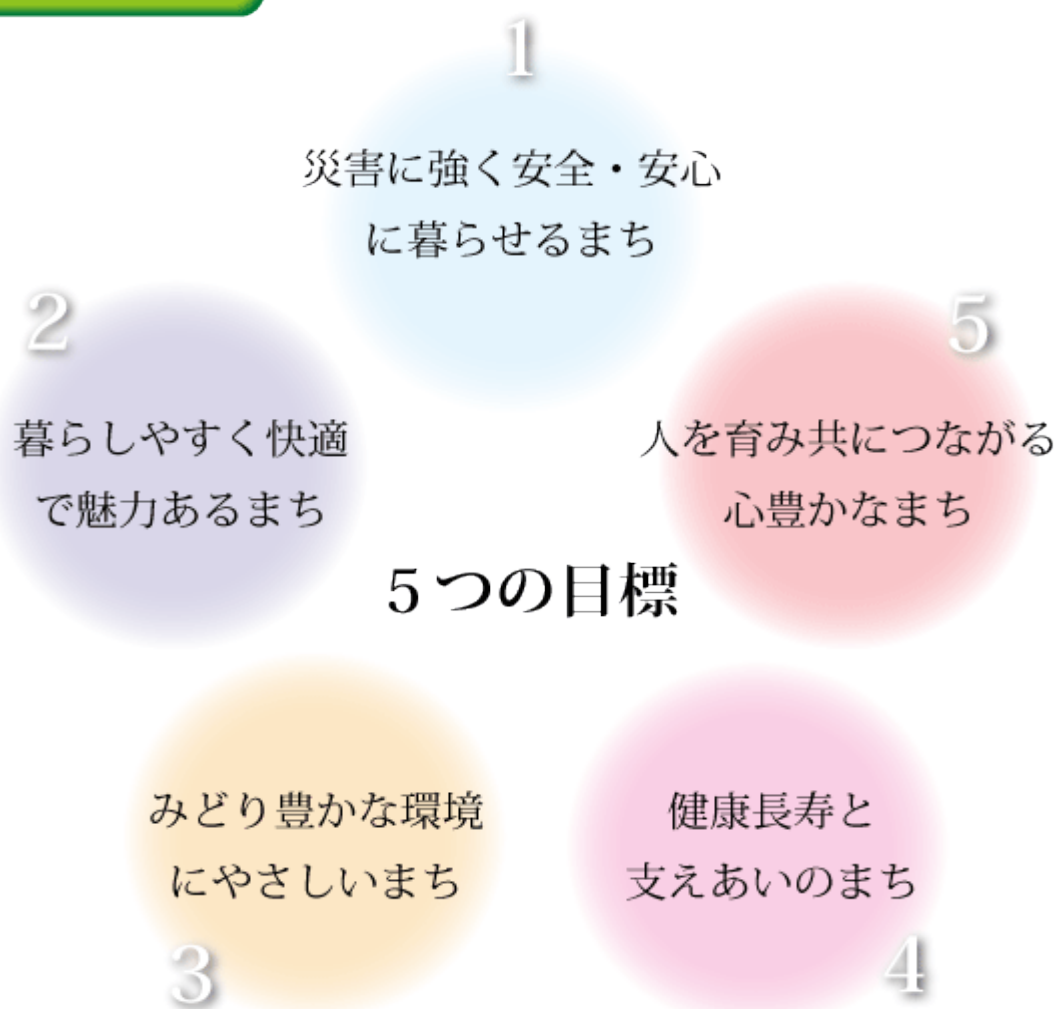 1
災害に強く安全・安心
に暮らせるまち
2
暮らしやすく快適
で魅力あるまち
5
人を育み共につながる
心豊かなまち
５つの目標
みどり豊かな環境
にやさしいまち
3
健康長寿と
支えあいのまち
4